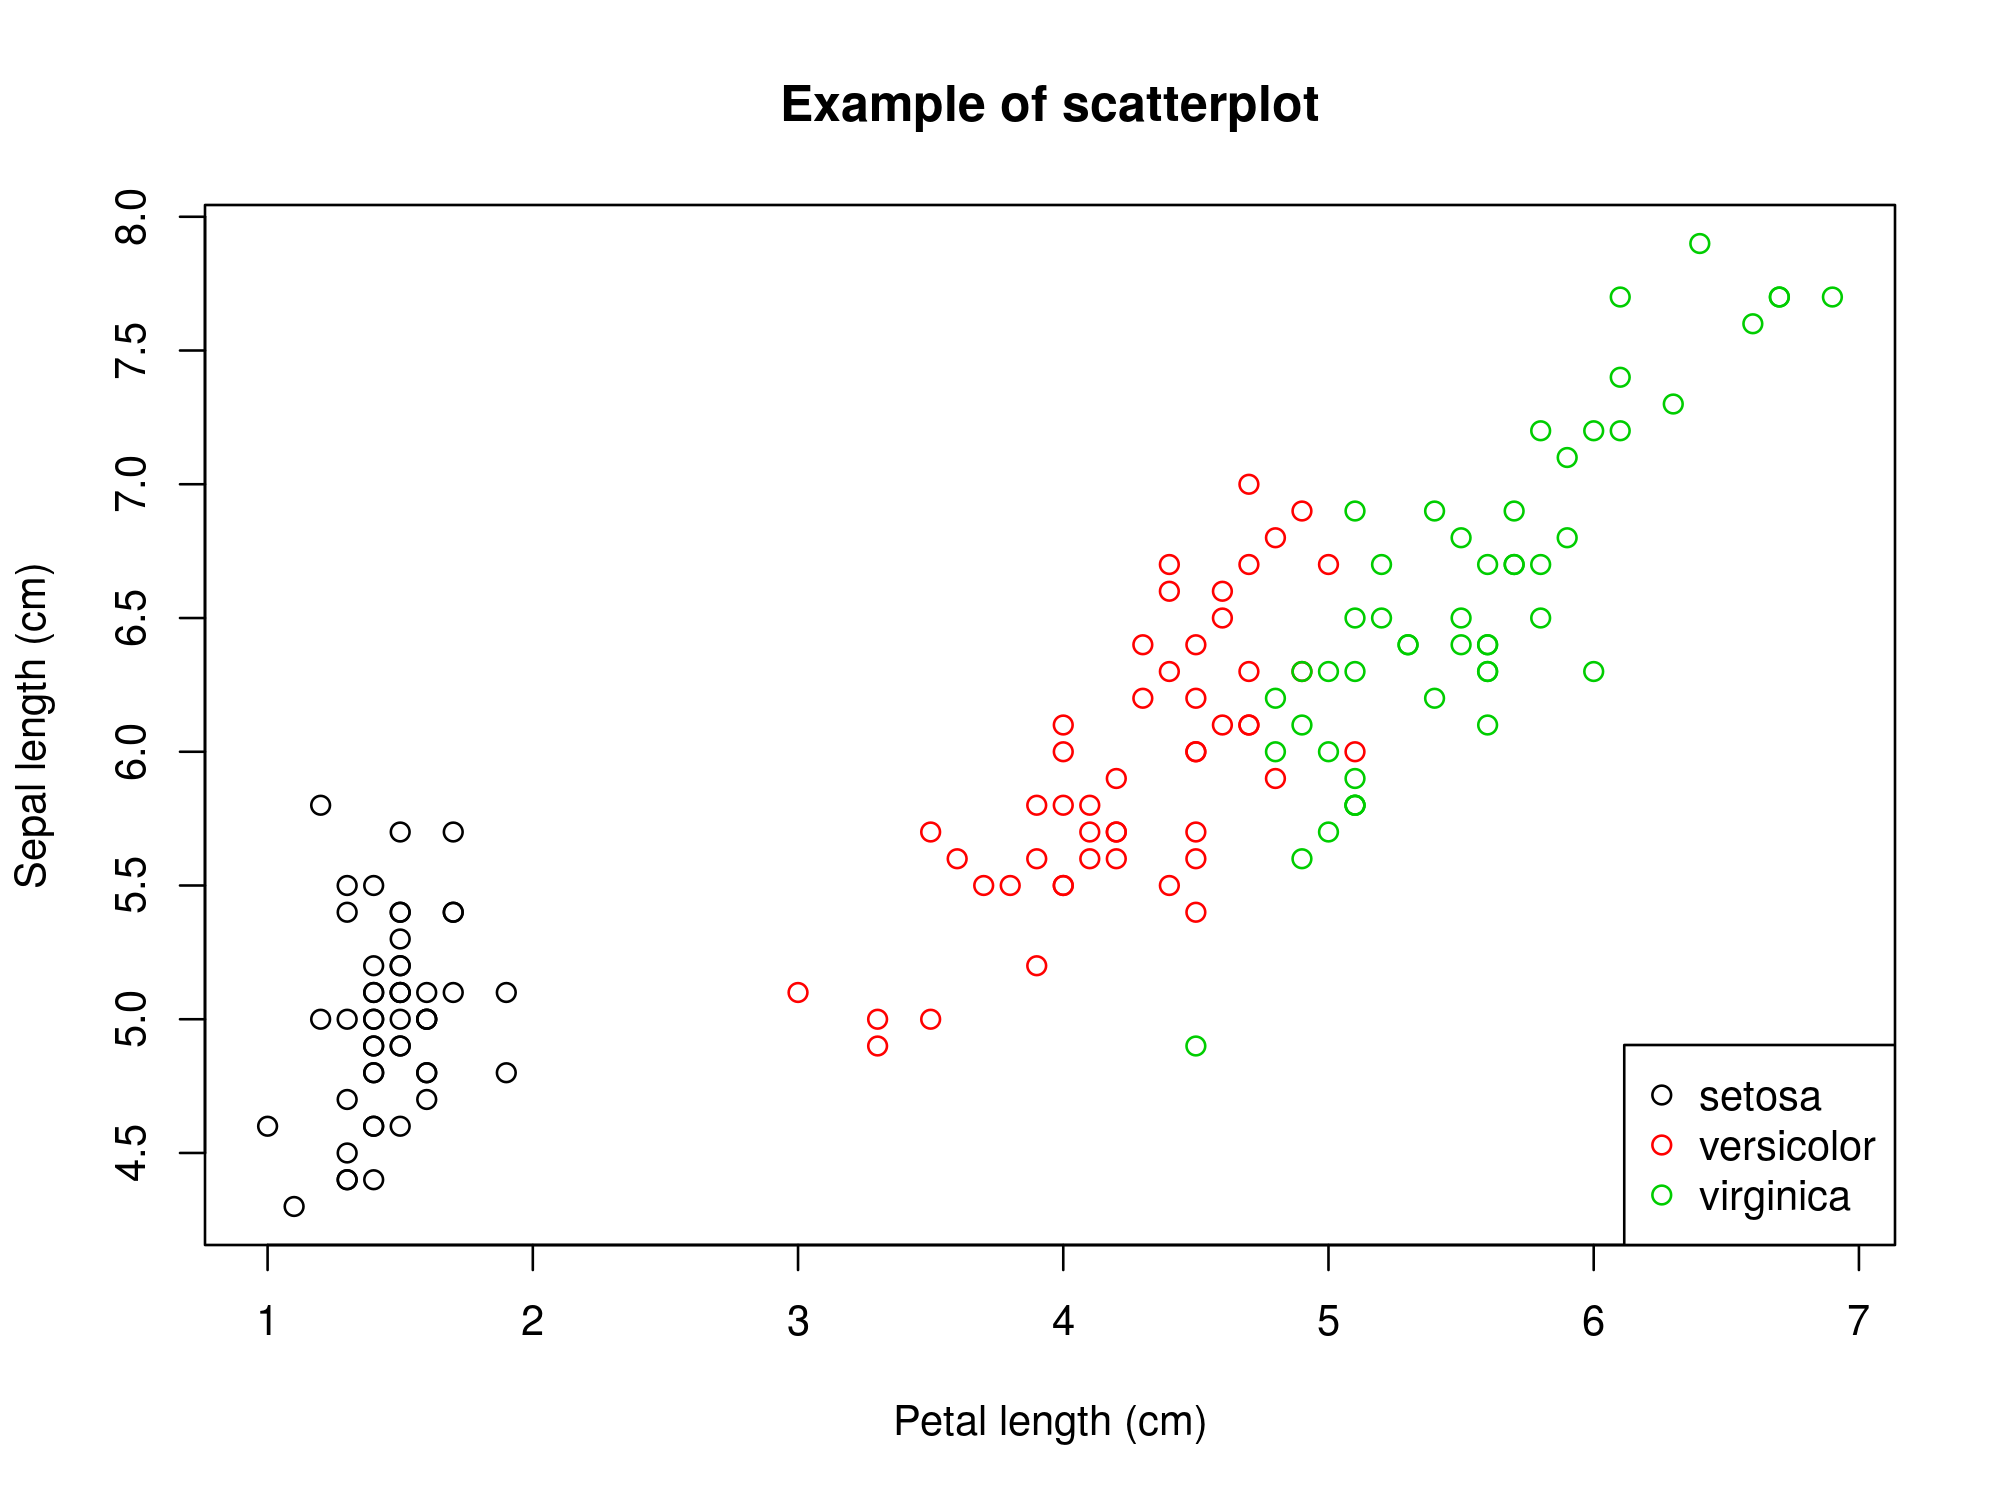 Example of scatterplot
Sepal length (cm)
8.0
7.5
7.0
6.5
6.0
5.5
5.0
4.5
setosa
versicolor
virginica
1 2 3 4 5 6 7
Petal length (cm)